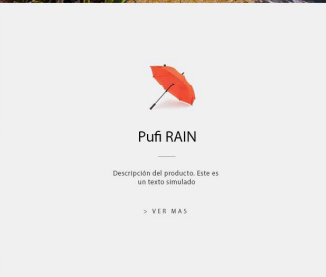 Pufi RAIN
Descripción del producto. Este es
un texto simulado
> VER MAS